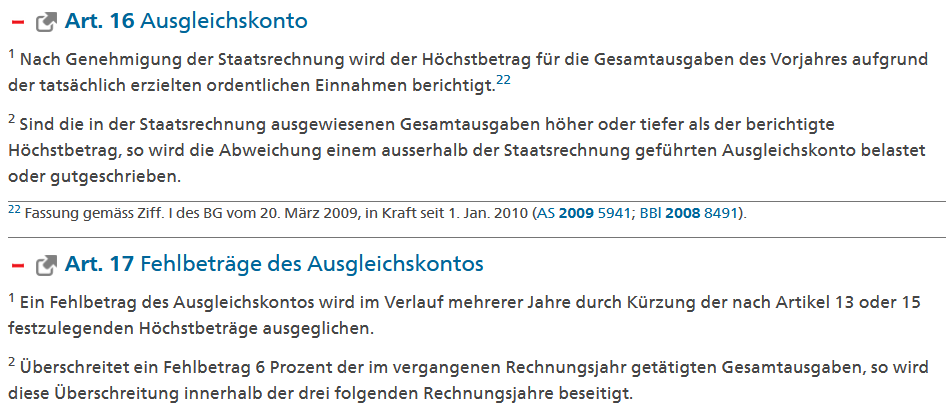 Art. 16 Ausgleichskonto
1 Nach Genehmigung der Staatsrechnung wird der Höchstbetrag für die Gesamtausgaben des Vorjahres aufgrund
der tatsächlich erzielten ordentlichen Einnahmen berichtigt.22
2 Sind die in der Staatsrechnung ausgewiesenen Gesamtausgaben höher oder tiefer als der berichtigte
Höchstbetrag, so wird die Abweichung einem ausserhalb der Staatsrechnung geführten Ausgleichskonto belastet
oder gutgeschrieben.
22 Fassung gemäss Ziff. I des BG vom 20. März 2009, in Kraft seit 1. Jan. 2010 (AS 2009 5941; BBl 2008 8491).
Art. 17 Fehlbeträge des Ausgleichskontos
1 Ein Fehlbetrag des Ausgleichskontos wird im Verlauf mehrerer Jahre durch Kürzung der nach Artikel 13 oder 15
festzulegenden Höchstbeträge ausgeglichen.
2 Überschreitet ein Fehlbetrag 6 Prozent der im vergangenen Rechnungsjahr getätigten Gesamtausgaben, so wird
diese Überschreitung innerhalb der drei folgenden Rechnungsjahre beseitigt.